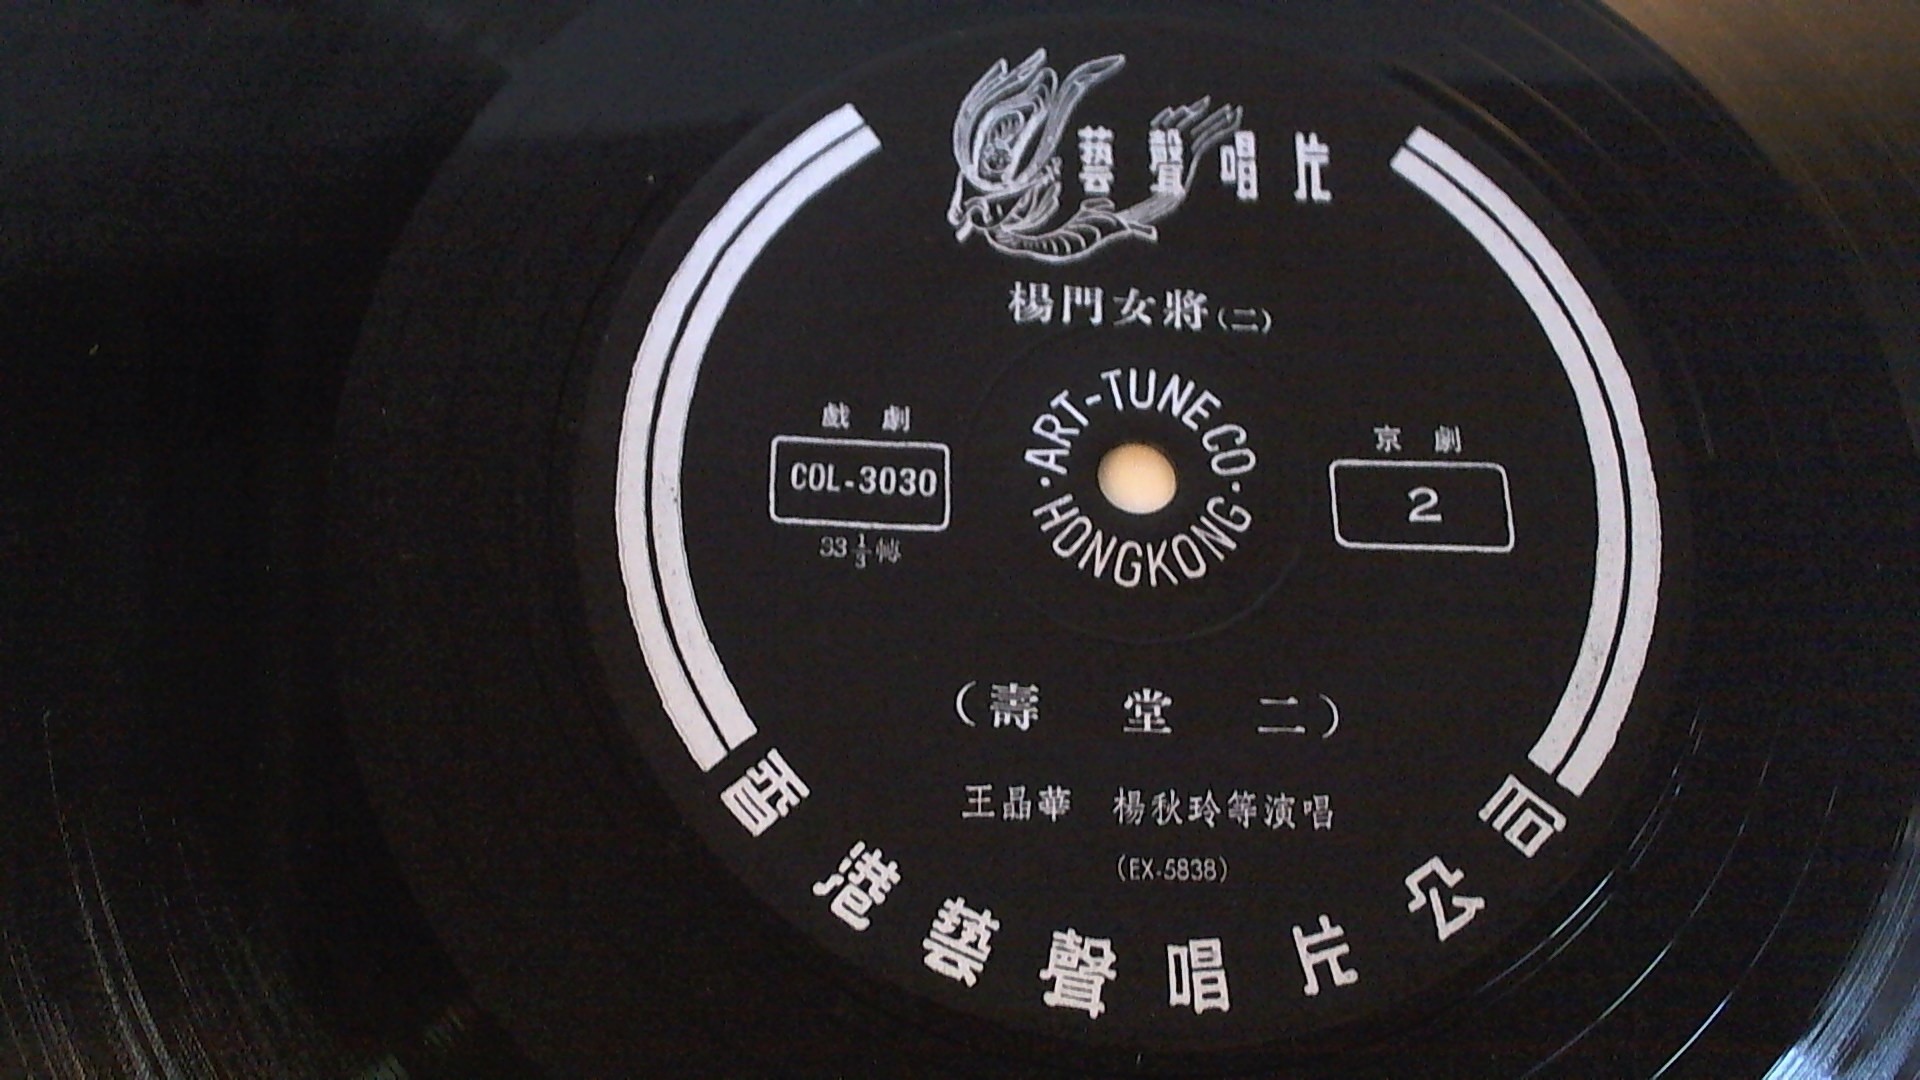 藝聲唱片
楊門女將(二)
戲劇
COL-3030
33⅓轉
·ART-TUNE CO·
HONGKONG
京劇
2
(壽堂二)
王晶華 楊秋玲等演唱
(EX-5838)
香港藝聲唱片公司